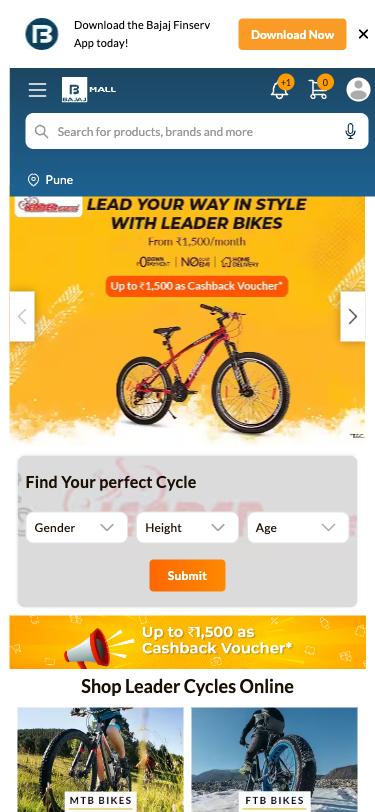 Download the Bajaj Finserv
App today!
Download Now
B
BAJAJ
MALL
+1
0
Search for products, brands and more
Pune
LEAD YOUR WAY IN STYLE
WITH LEADER BIKES
From ₹1,500/month
0 DOWN PAYMENT | NO COST EMI | HOME DELIVERY
Up to ₹1,500 as Cashback Voucher*
*T&C.
Find Your perfect Cycle
Gender
Height
Age
Submit
Up to ₹1,500 as
Cashback Voucher*
Shop Leader Cycles Online
MTB BIKES
FTB BIKES